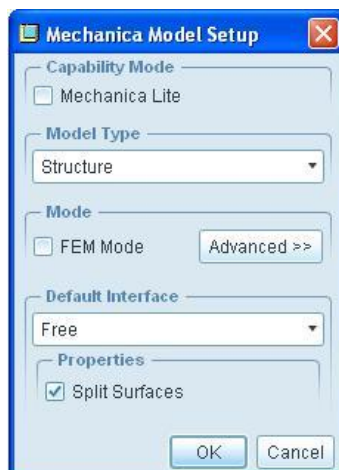 Mechanica Model Setup
Capability Mode
Mechanica Lite
Model Type
Structure
Mode
FEM Mode
Advanced >>
Default Interface
Free
Properties
Split Surfaces
OK
Cancel